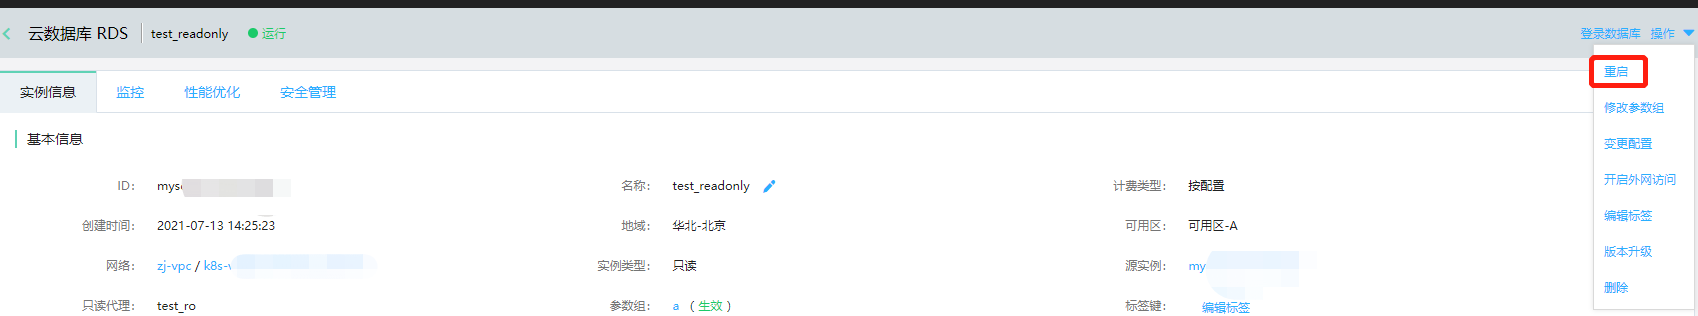 云数据库 RDS test_readonly 运行 登录数据库 操作
重启
修改参数组
变更配置
开启外网访问
编辑标签
版本升级
删除
实例信息 监控 性能优化 安全管理
基本信息
ID: 名称: test_readonly 计费类型: 按配置
创建时间: 2021-07-13 14:25:23 地域: 华北-北京 可用区: 可用区-A
网络: zj-vpc / 实例类型: 只读 源实例: my
只读代理: test_ro 参数组: a (生效) 标签键: 编辑标签